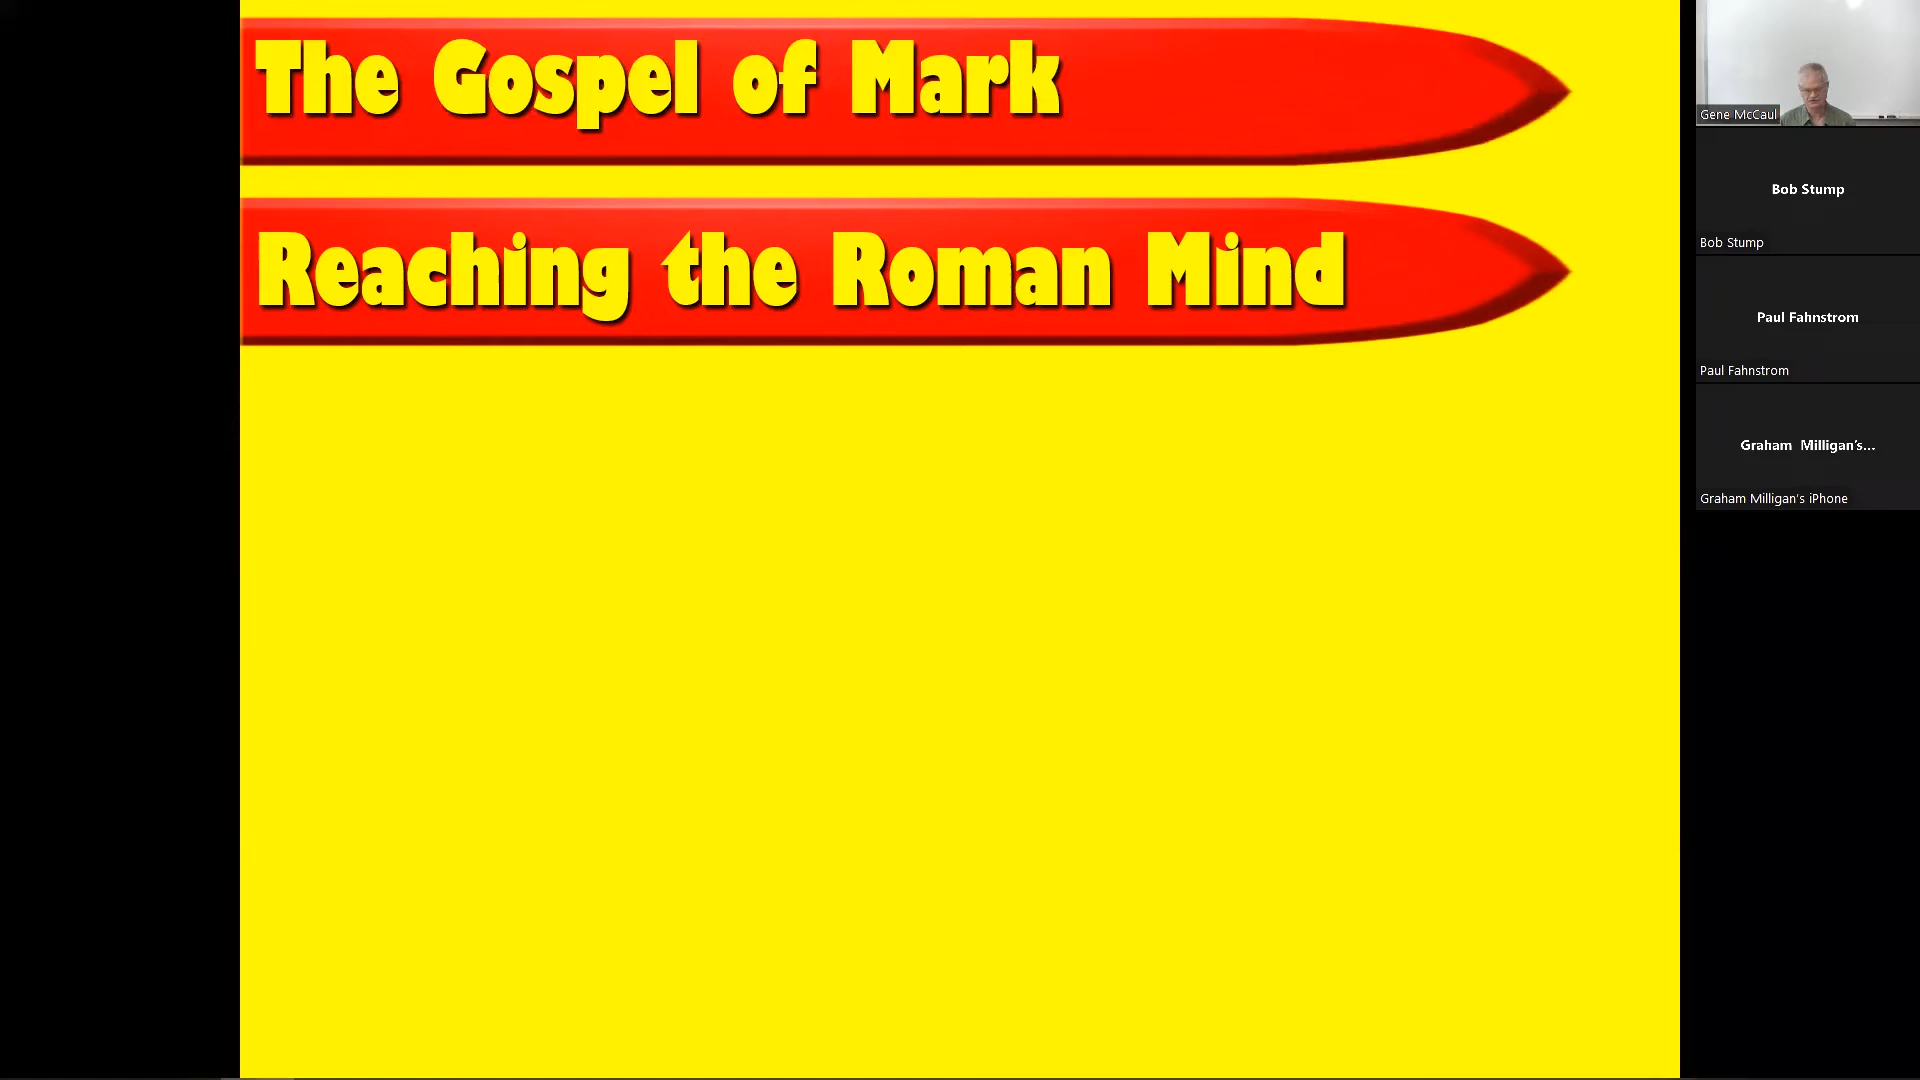 The Gospel of Mark
Reaching the Roman Mind
Gene McCaul
Bob Stump
Bob Stump
Paul Fahnstrom
Paul Fahnstrom
Graham Milligan's...
Graham Milligan's iPhone